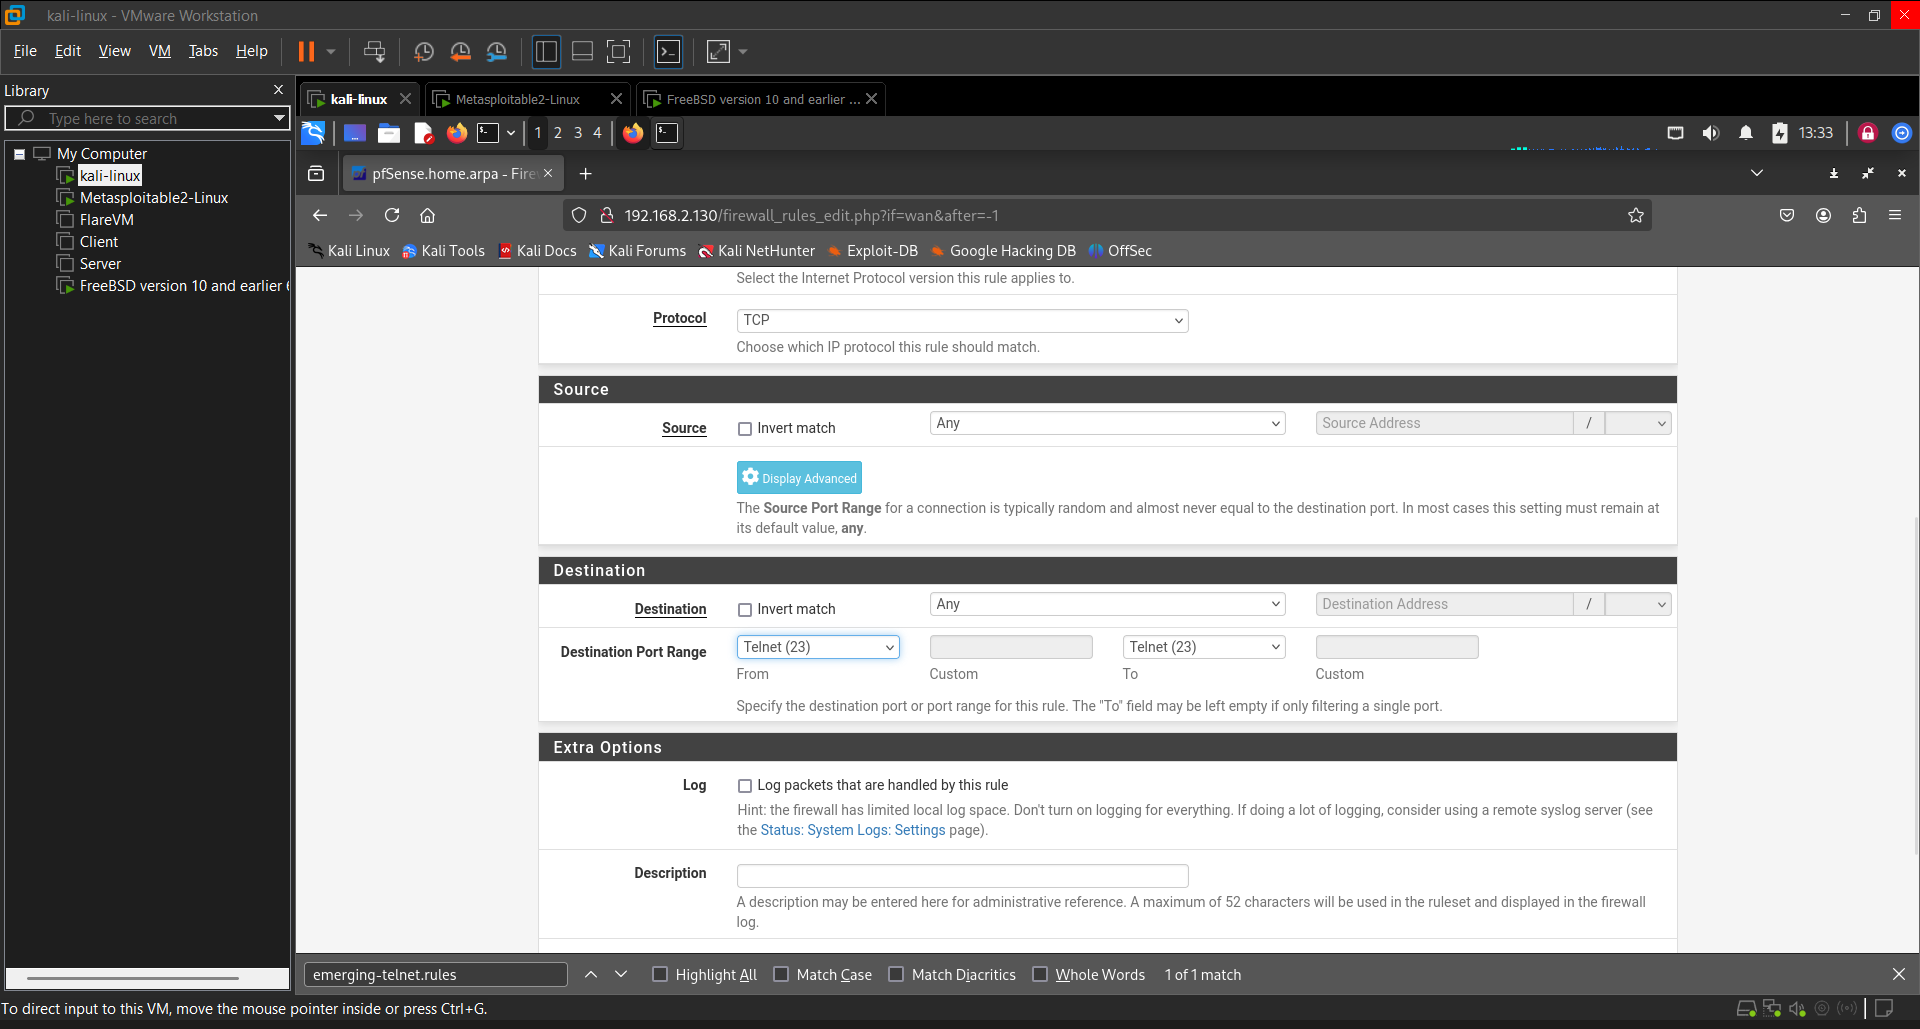 kali-linux - VMware Workstation
File Edit View VM Tabs Help
Library
Type here to search
My Computer
kali-linux
Metasploitable2-Linux
FlareVM
Client
Server
FreeBSD version 10 and earlier 6
kali-linux Metasploitable2-Linux FreeBSD version 10 and earlier ...
1 2 3 4 13:33
pfSense.home.arpa - Fire
192.168.2.130/firewall_rules_edit.php?if=wan&after=-1
Kali Linux Kali Tools Kali Docs Kali Forums Kali NetHunter Exploit-DB Google Hacking DB OffSec
Select the Internet Protocol version this rule applies to.
Protocol TCP
Choose which IP protocol this rule should match.
Source
Source Invert match Any Source Address /
Display Advanced
The Source Port Range for a connection is typically random and almost never equal to the destination port. In most cases this setting must remain at
its default value, any.
Destination
Destination Invert match Any Destination Address /
Destination Port Range Telnet (23) Telnet (23)
From Custom To Custom
Specify the destination port or port range for this rule. The "To" field may be left empty if only filtering a single port.
Extra Options
Log Log packets that are handled by this rule
Hint: the firewall has limited local log space. Don't turn on logging for everything. If doing a lot of logging, consider using a remote syslog server (see
the Status: System Logs: Settings page).
Description
A description may be entered here for administrative reference. A maximum of 52 characters will be used in the ruleset and displayed in the firewall
log.
emerging-telnet.rules Highlight All Match Case Match Diacritics Whole Words 1 of 1 match
To direct input to this VM, move the mouse pointer inside or press Ctrl+G.